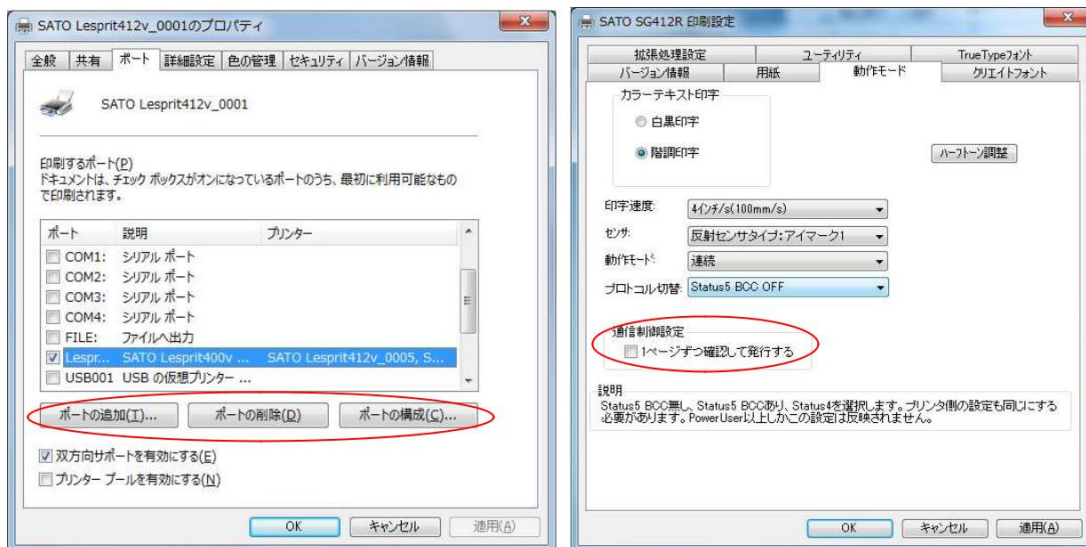 SATO Lesprit412v_0001のプロパティ
全般 共有 ポート 詳細設定 色の管理 セキュリティ バージョン情報
SATO Lesprit412v_0001
印刷するポート(P)
ドキュメントは、チェック ボックスがオンになっているポートのうち、最初に利用可能なもの
で印刷されます。
ポート 説明 プリンター
COM1: シリアル ポート
COM2: シリアル ポート
COM3: シリアル ポート
COM4: シリアル ポート
FILE: ファイルへ出力
Lespr... SATO Lesprit400v ... SATO Lesprit412v_0005, S...
USB001 USB の仮想プリンター ...
ポートの追加(T)... ポートの削除(D) ポートの構成(C)...
双方向サポートを有効にする(E)
プリンター プールを有効にする(N)
OK キャンセル 適用(A)
SATO SG412R 印刷設定
拡張処理設定 ユーティリティ TrueTypeフォント
バージョン情報 用紙 動作モード クリエイトフォント
カラーテキスト印字
白黒印字
階調印字
ハーフトーン調整
印字速度: 4インチ/s(100mm/s)
センサ: 反射センサタイプ:アイマーク1
動作モード: 連続
プロトコル切替: Status5 BCC OFF
通信制御設定
1ページずつ確認して発行する
説明
Status5 BCC無し、Status5 BCCあり、Status4を選択します。プリンタ側の設定も同じにする
必要があります。PowerUser以上しかこの設定は反映されません。
OK キャンセル 適用(A)